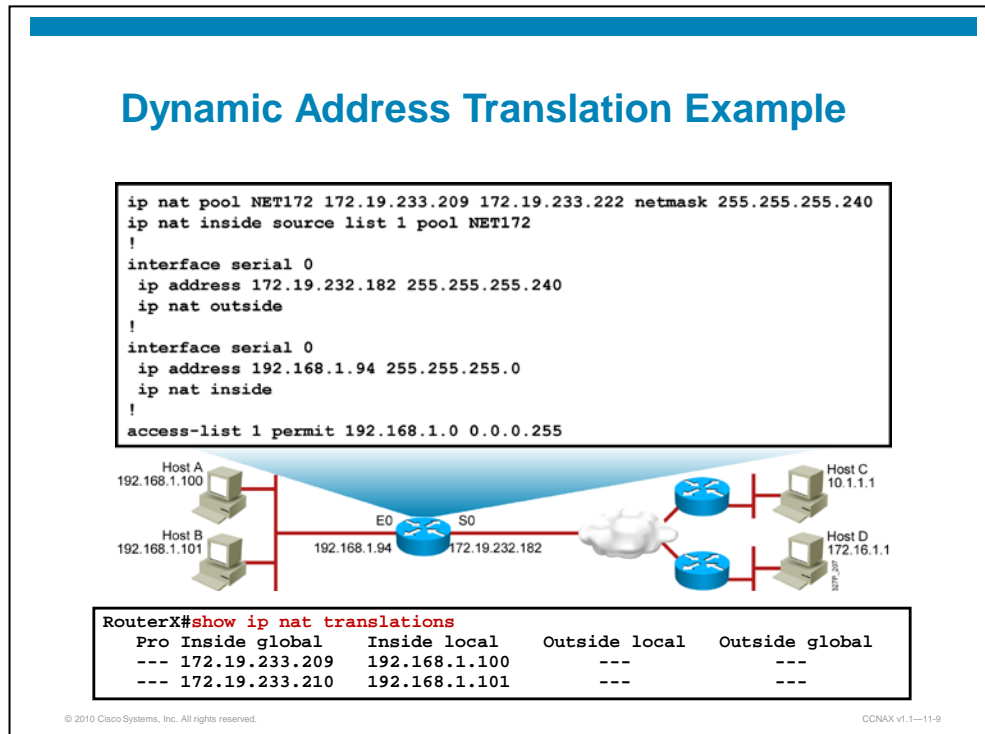 Dynamic Address Translation Example
ip nat pool NET172 172.19.233.209 172.19.233.222 netmask 255.255.255.240
ip nat inside source list 1 pool NET172
!
interface serial 0
ip address 172.19.232.182 255.255.255.240
ip nat outside
!
interface serial 0
ip address 192.168.1.94 255.255.255.0
ip nat inside
!
access-list 1 permit 192.168.1.0 0.0.0.255
Host A
192.168.1.100
Host B
192.168.1.101
E0
S0
192.168.1.94
172.19.232.182
Host C
10.1.1.1
Host D
172.16.1.1
327P_207
RouterX#show ip nat translations
Pro Inside global Inside local Outside local Outside global
--- 172.19.233.209 192.168.1.100 --- ---
--- 172.19.233.210 192.168.1.101 --- ---
© 2010 Cisco Systems, Inc. All rights reserved.
CCNAX v1.1—11-9